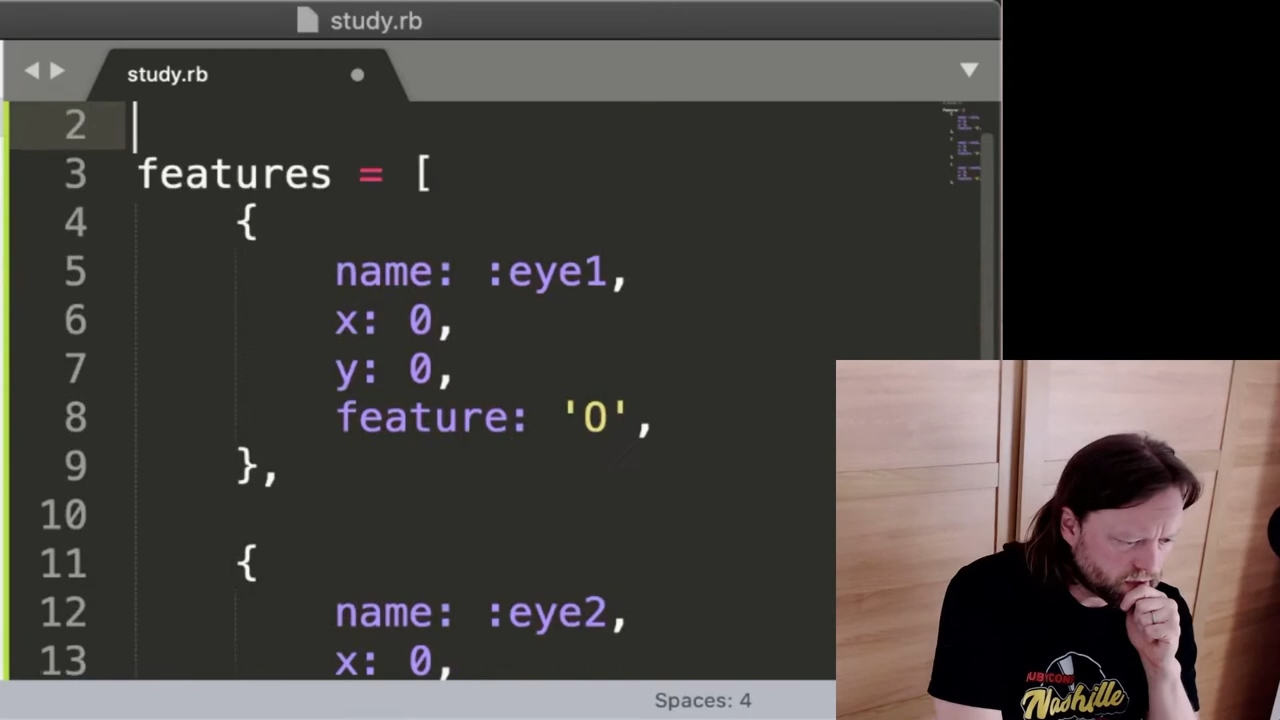 study.rb
study.rb
2
3 features = [
4 {
5 name: :eye1,
6 x: 0,
7 y: 0,
8 feature: 'O',
9 },
10
11 {
12 name: :eye2,
13 x: 0,
Spaces: 4
UBYCONF
Nashville